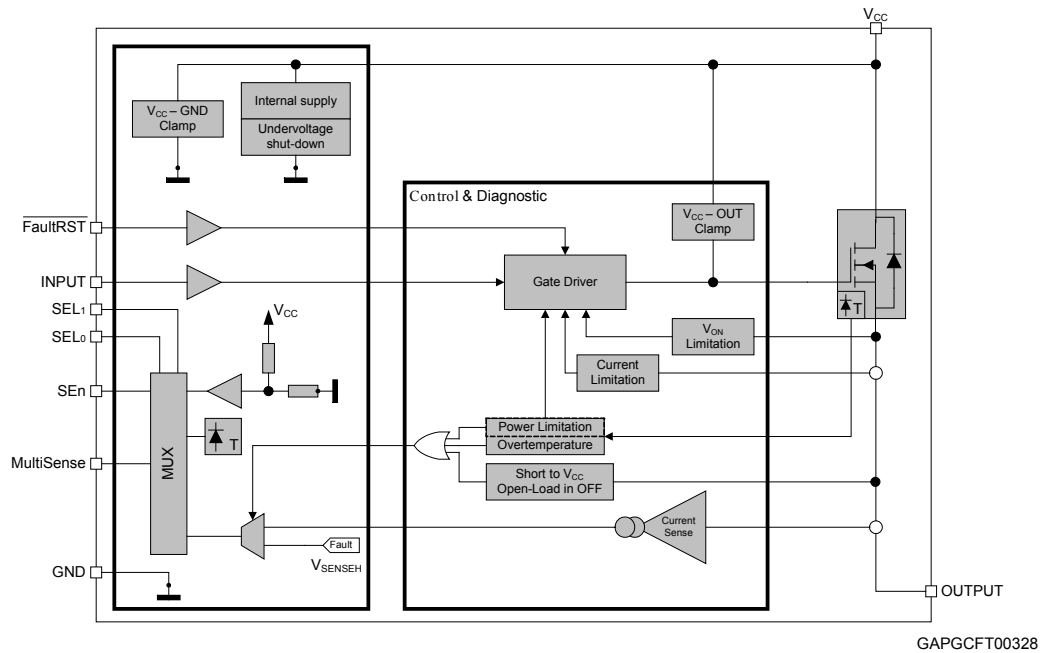 VCC
VCC – GND
Clamp
Internal supply
Undervoltage
shut-down
Control & Diagnostic
FaultRST
VCC – OUT
Clamp
INPUT
Gate Driver
SEL1
VCC
T
SEL0
VON
Limitation
Current
Limitation
SEn
MUX
T
Power Limitation
Overtemperature
MultiSense
Short to VCC
Open-Load in OFF
Current
Sense
Fault
VSENSEH
GND
OUTPUT
GAPGCFT00328